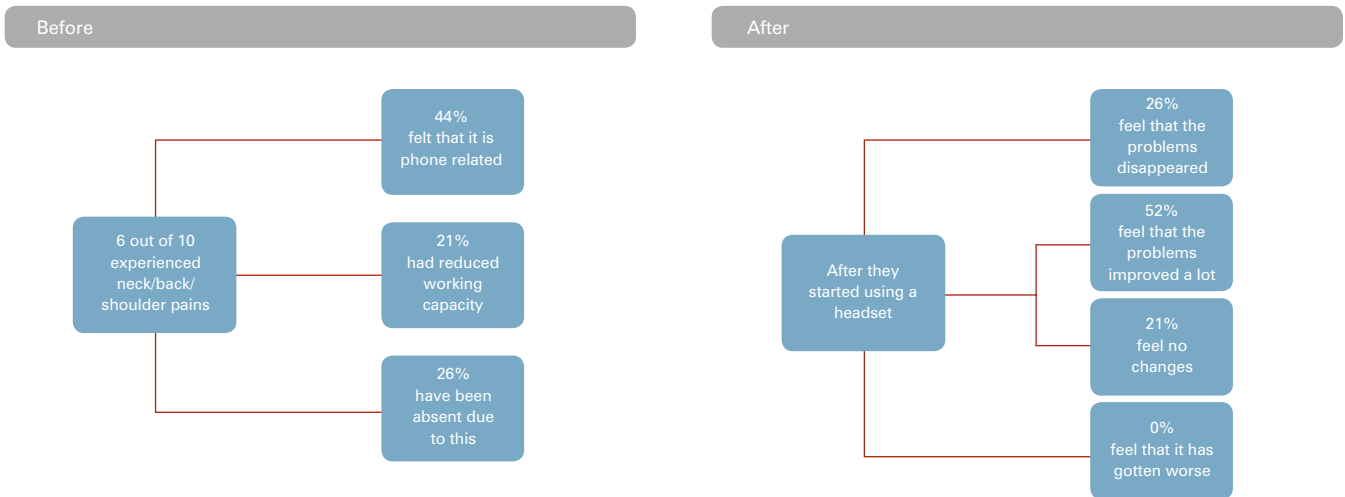 Before
44%
felt that it is
phone related
6 out of 10
experienced
neck/back/
shoulder pains
21%
had reduced
working
capacity
26%
have been
absent due
to this
After
26%
feel that the
problems
disappeared
52%
feel that the
problems
improved a lot
After they
started using a
headset
21%
feel no
changes
0%
feel that it has
gotten worse